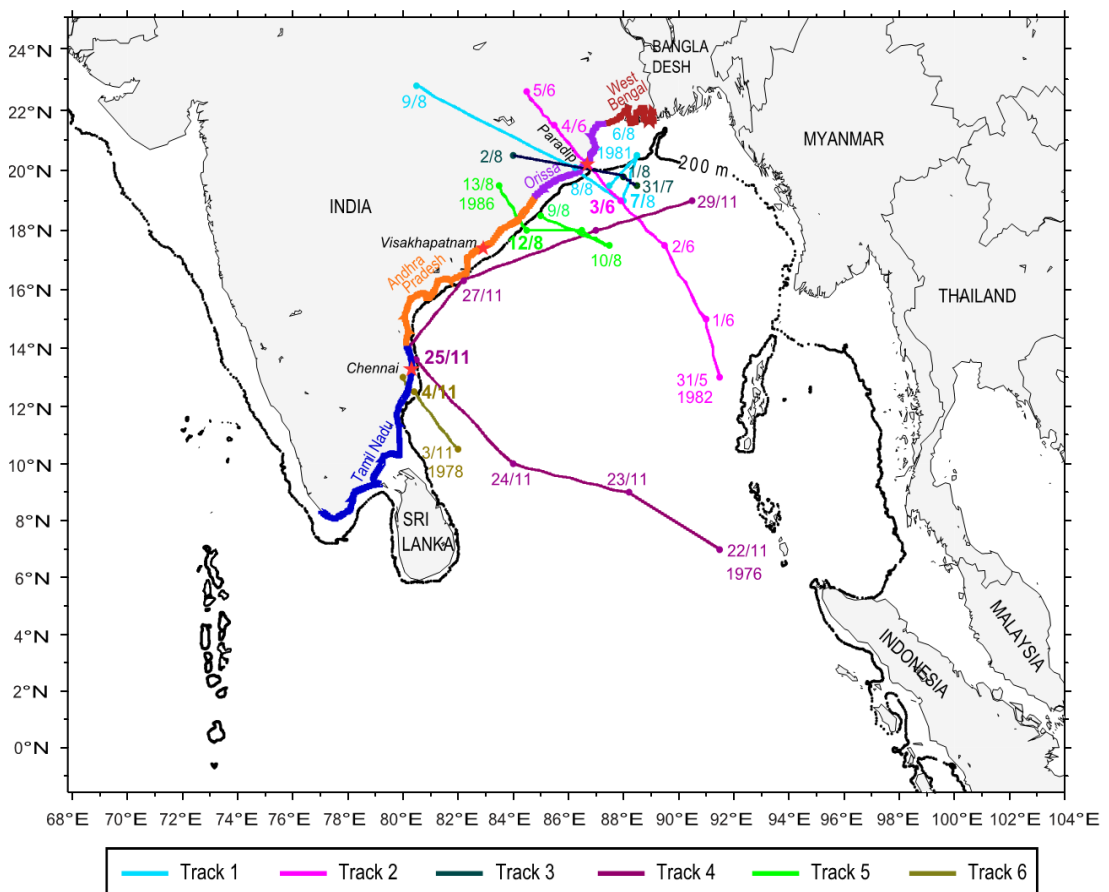 24°N
22°N
20°N
18°N
16°N
14°N
12°N
10°N
8°N
6°N
4°N
2°N
0°N
BANGLA
DESH
MYANMAR
THAILAND
INDIA
SRI
LANKA
MALAYSIA
INDONESIA
West
Bengal
Paradip
Orissa
Visakhapatnam
Andhra
Pradesh
Chennai
Tamil Nadu
200 m
9/8
5/6
4/6
6/8
1981
2/8
1/8
31/7
8/8
7/8
3/6
13/8
1986
9/8
12/8
10/8
29/11
2/6
27/11
1/6
25/11
31/5
1982
4/11
3/11
1978
24/11
23/11
22/11
1976
68°E 70°E 72°E 74°E 76°E 78°E 80°E 82°E 84°E 86°E 88°E 90°E 92°E 94°E 96°E 98°E 100°E 102°E 104°E
Track 1 Track 2 Track 3 Track 4 Track 5 Track 6